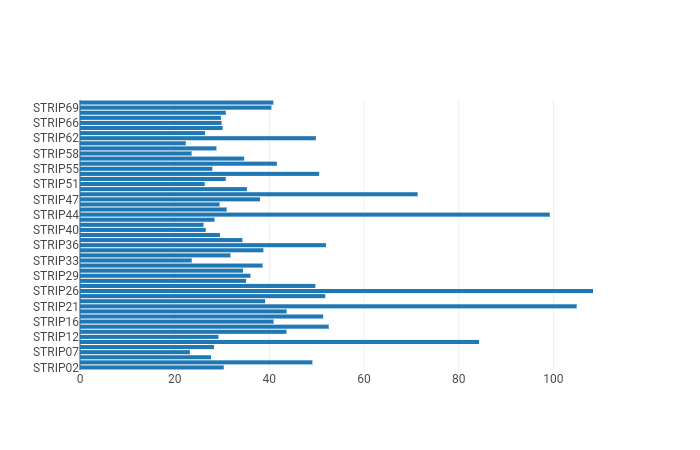 STRIP69
STRIP66
STRIP62
STRIP58
STRIP55
STRIP51
STRIP47
STRIP44
STRIP40
STRIP36
STRIP33
STRIP29
STRIP26
STRIP21
STRIP16
STRIP12
STRIP07
STRIP02
0 20 40 60 80 100